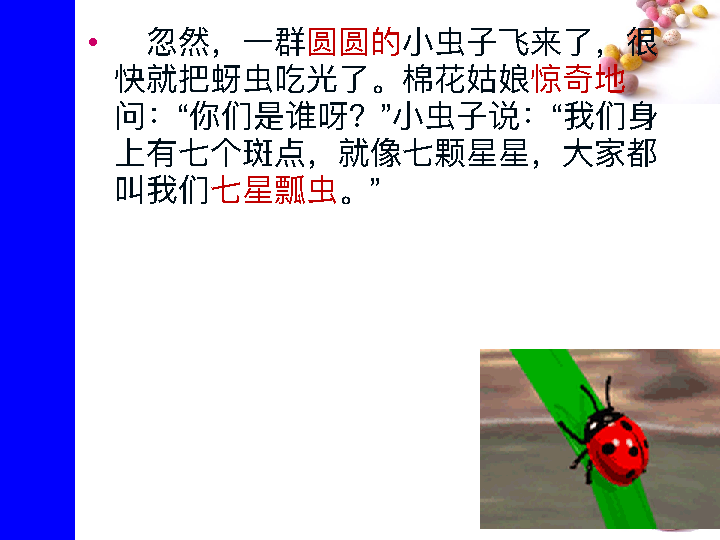 • 忽然，一群圆圆的小虫子飞来了，很
快就把蚜虫吃光了。棉花姑娘惊奇地
问：“你们是谁呀？”小虫子说：“我们身
上有七个斑点，就像七颗星星，大家都
叫我们七星瓢虫。”